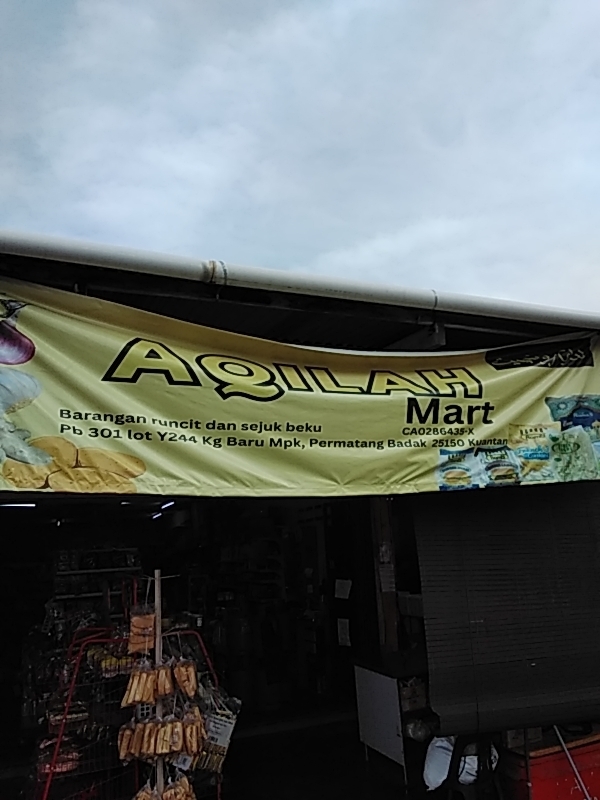 AQILAH
Mart
CA0286435-X
Barangan runcit dan sejuk beku
Pb 301 lot Y244 Kg Baru Mpk, Permatang Badak 25150 Kuantan